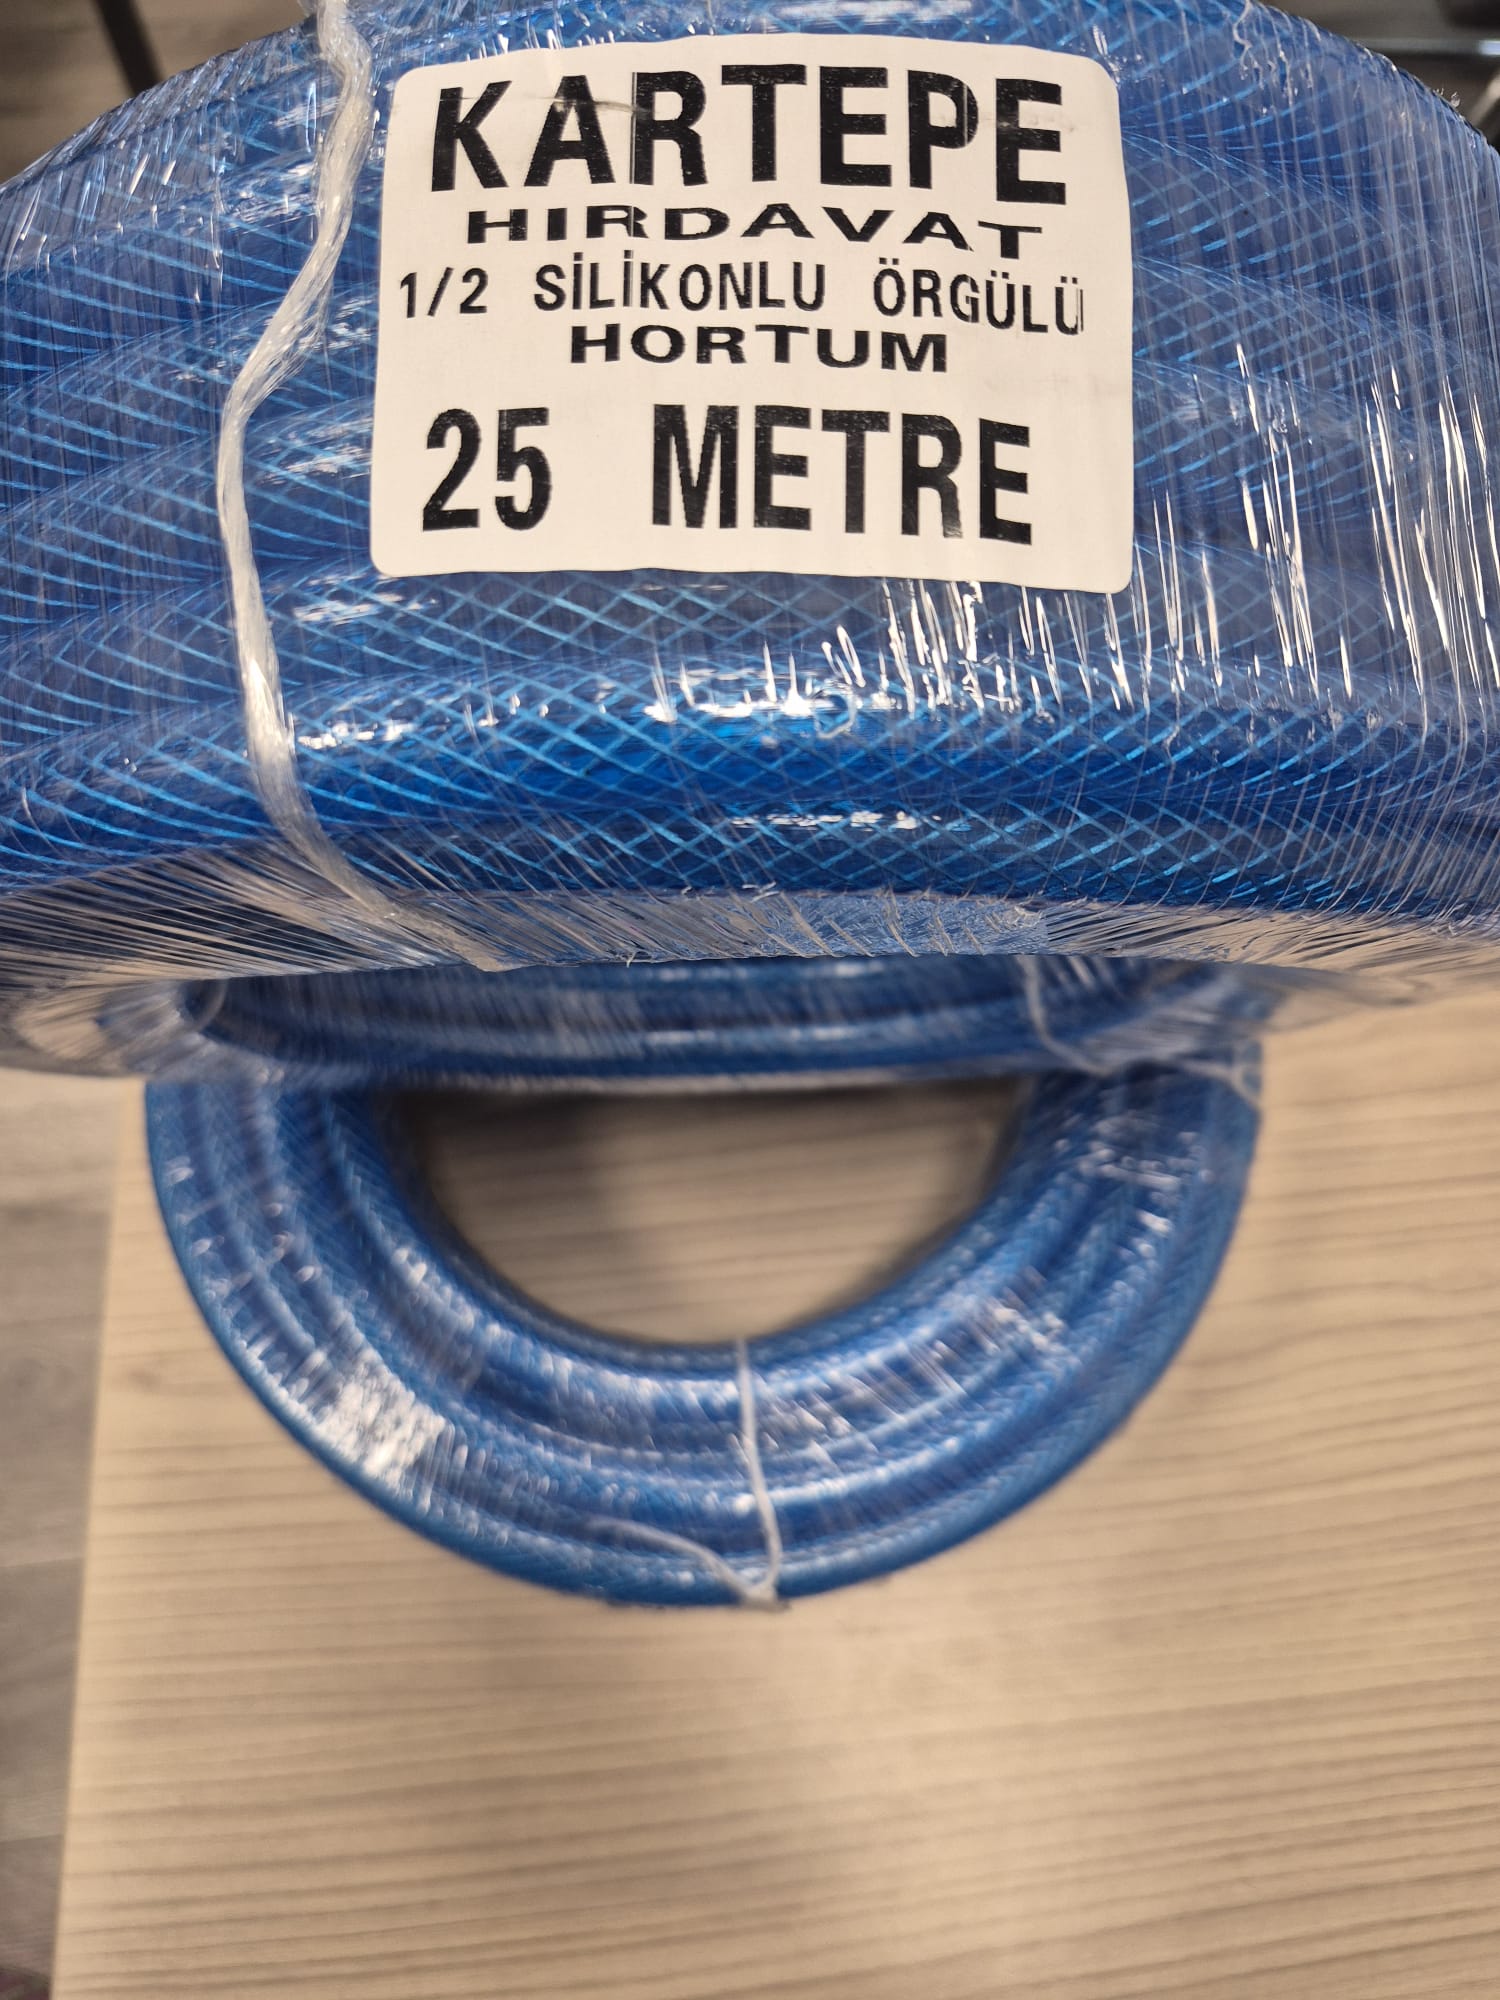 KARTEPE
HIRDAVAT
1/2 SİLİKONLU ÖRGÜLÜ
HORTUM
25 METRE